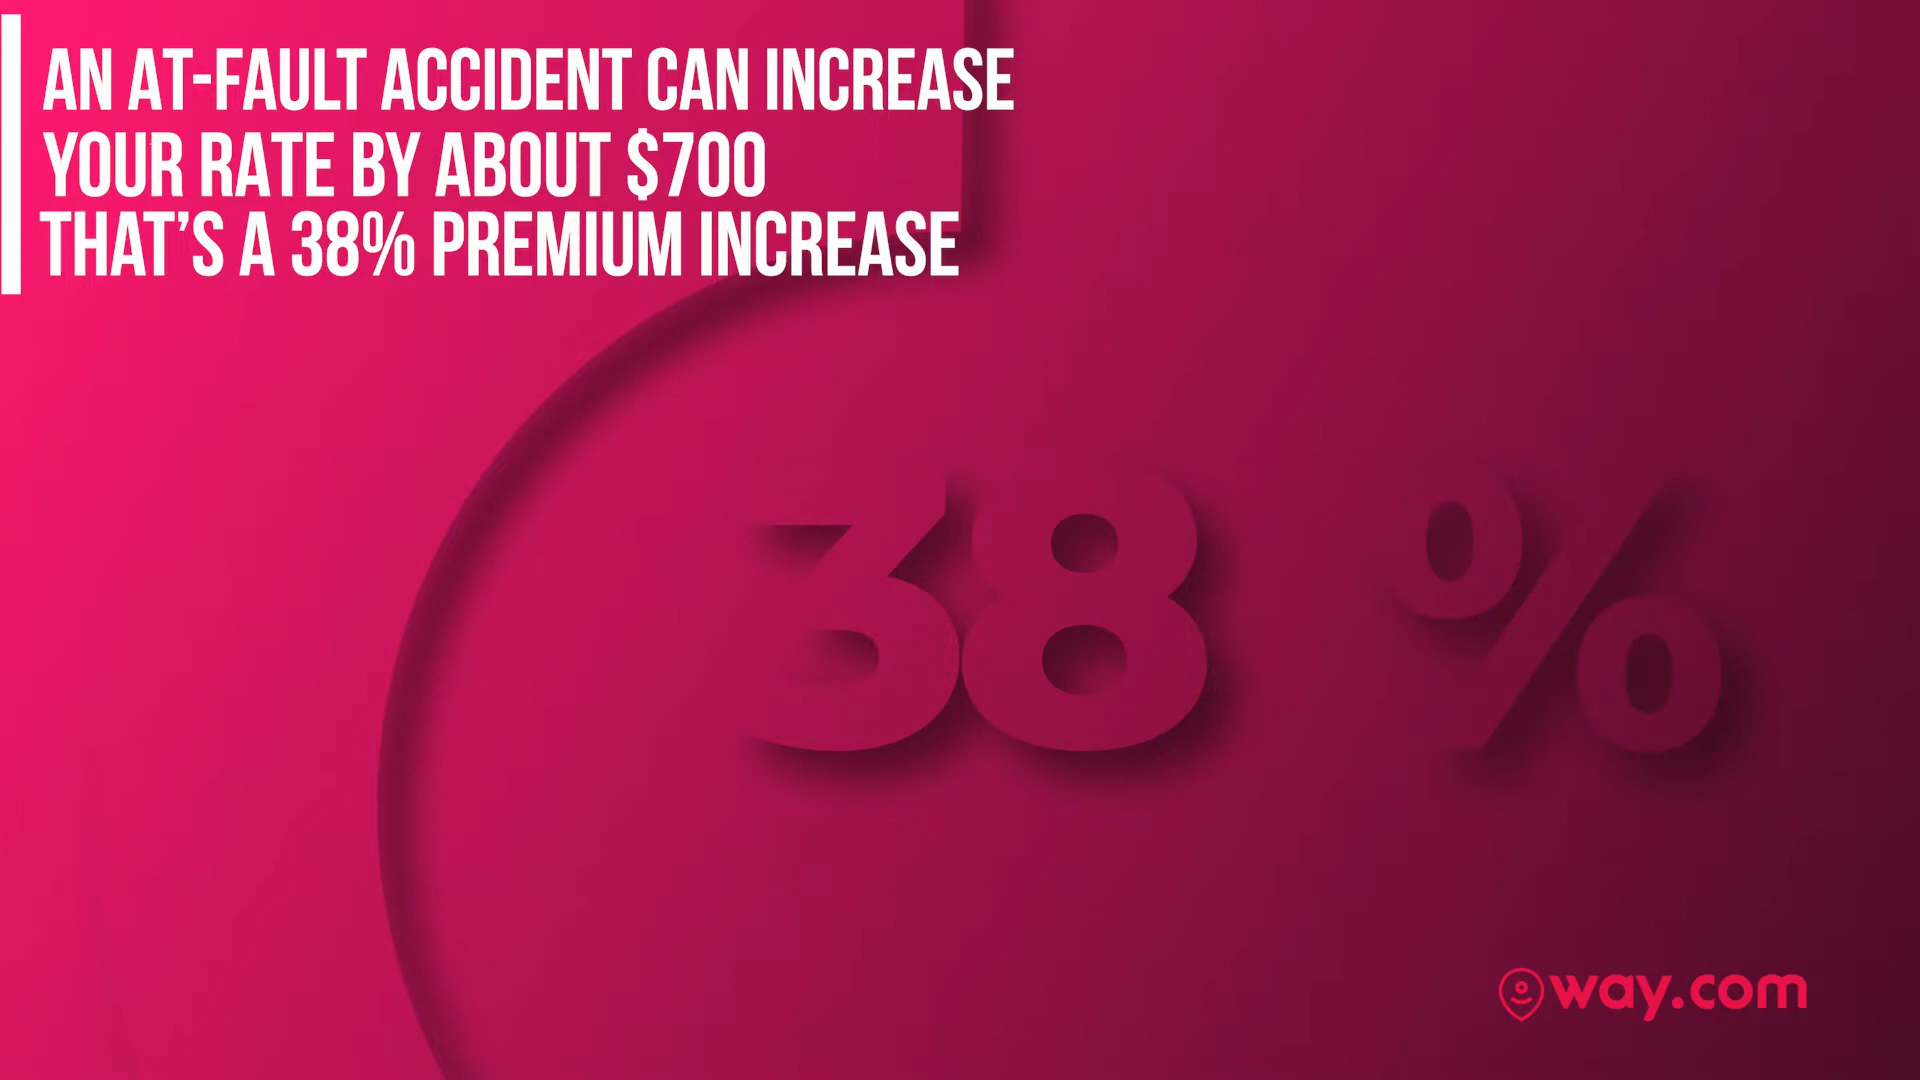 AN AT-FAULT ACCIDENT CAN INCREASE
YOUR RATE BY ABOUT $700
THAT’S A 38% PREMIUM INCREASE
38 %
way.com